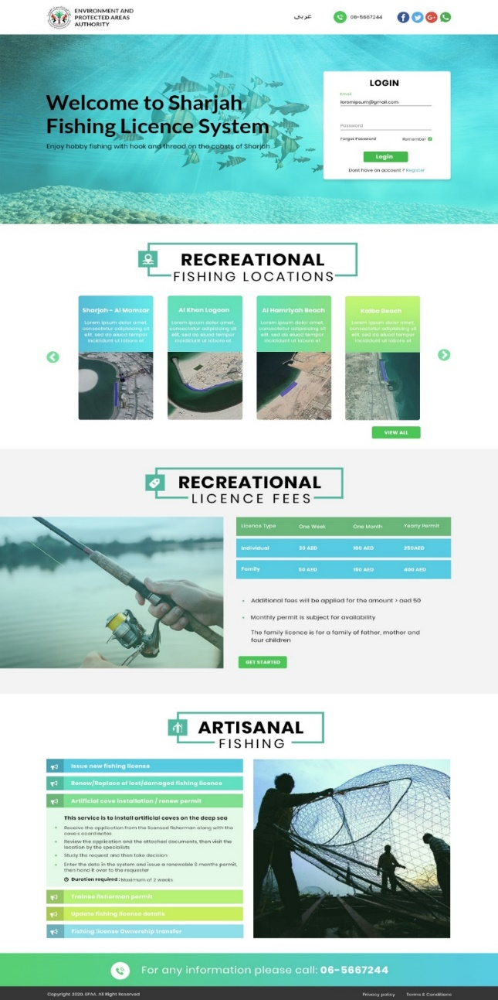 ENVIRONMENT AND
PROTECTED AREAS
AUTHORITY
عربى
06-5667244
Welcome to Sharjah
Fishing Licence System
Enjoy hobby fishing with hook and thread on the coasts of Sharjah
LOGIN
Email
loremipsum@gmail.com
Password
Forget Password
Remember
Login
Dont have an account ? Register
RECREATIONAL
FISHING LOCATIONS
Sharjah - Al Mamzar
Lorem ipsum dolor amet,
consectetur adipisicing sit
elit, sed do eiuod tempor
incididunt ut labore et
Al Khan Lagoon
Lorem ipsum dolor amet,
consectetur adipisicing sit
elit, sed do eiuod tempor
incididunt ut labore et
Al Hamriyah Beach
Lorem ipsum dolor amet,
consectetur adipisicing sit
elit, sed do eiuod tempor
incididunt ut labore et
Kalba Beach
Lorem ipsum dolor amet,
consectetur adipisicing sit
elit, sed do eiuod tempor
incididunt ut labore et
VIEW ALL
RECREATIONAL
LICENCE FEES
Licence Type One Week One Month Yearly Permit
Individual 30 AED 100 AED 250AED
Family 50 AED 150 AED 400 AED
Additional fees will be applied for the amount > aed 50
Monthly permit is subject for availability
The family licence is for a family of father, mother and
four children
GET STARTED
ARTISANAL
FISHING
Issue new fishing license
Renew/Replace of lost/damaged fishing licence
Artificial cove installation / renew permit
This service is to install artificial coves on the deep sea
Receive the application from the licensed fisherman along with the
cove's coordinates
Review the application and the attached documents, then visit the
location by the specialists
Study the request and then take decision
Enter the data in the system and issue a renewable 6 months permit,
then hand it over to the requester
Duration required : Maximum of 2 weeks
Trainee fisherman permit
Update fishing license details
Fishing license Ownership transfer
For any information please call: 06-5667244
Copyright 2020. EPAA. All Right Reserved
Privacy policy
Terms & Conditions